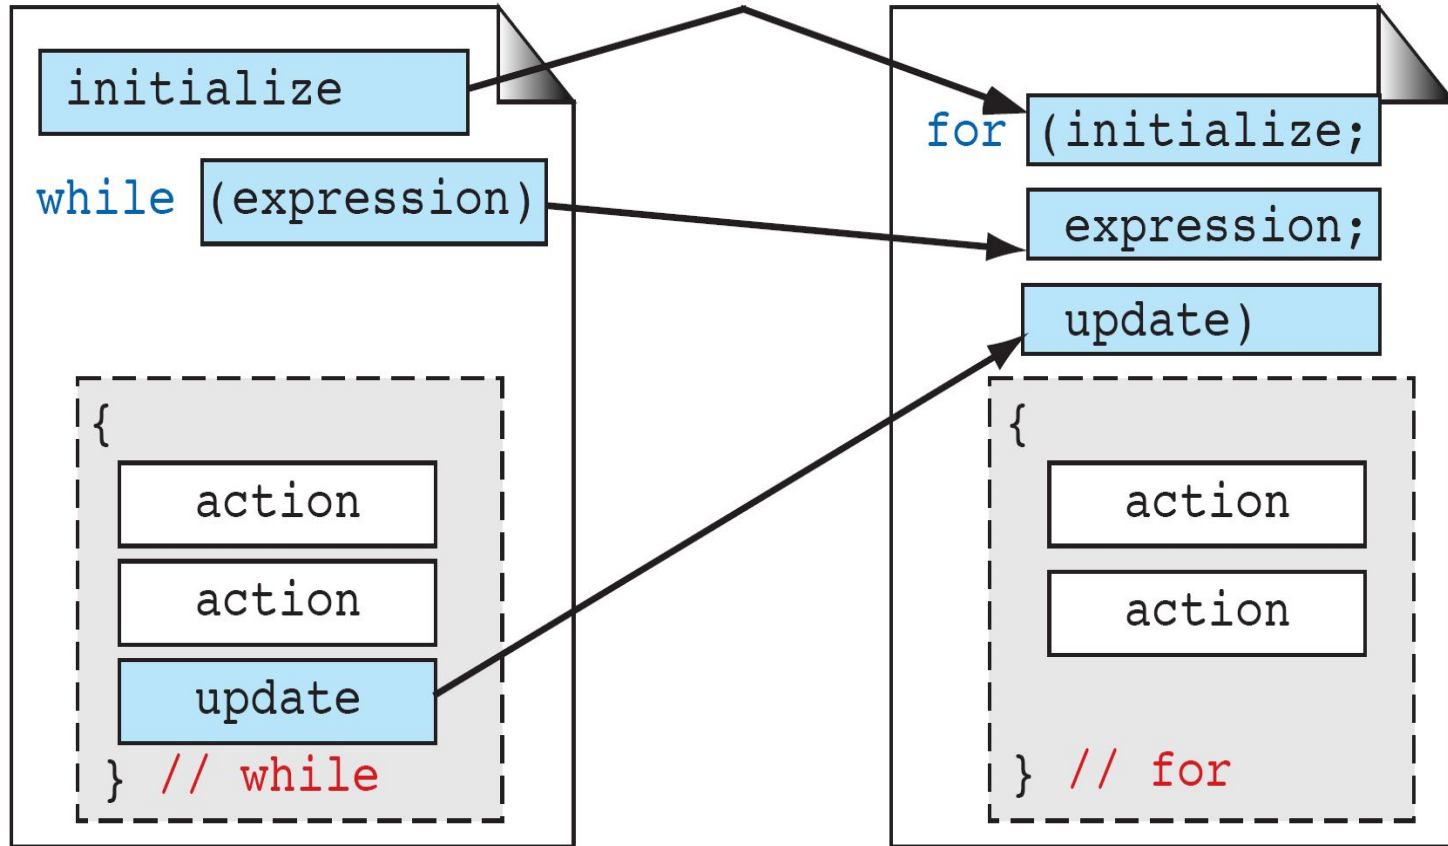 initialize
while (expression)
{
action
action
update
} // while
for (initialize;
expression;
update)
{
action
action
} // for